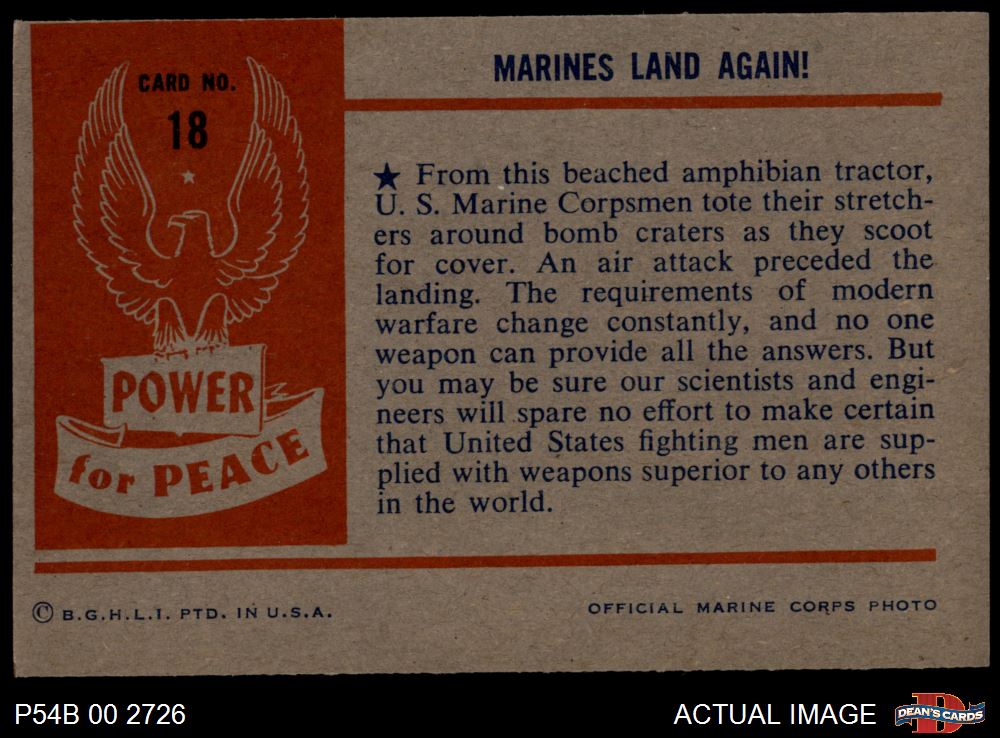 CARD NO.
18
POWER
for PEACE
MARINES LAND AGAIN!
★ From this beached amphibian tractor,
U. S. Marine Corpsmen tote their stretch-
ers around bomb craters as they scoot
for cover. An air attack preceded the
landing. The requirements of modern
warfare change constantly, and no one
weapon can provide all the answers. But
you may be sure our scientists and engi-
neers will spare no effort to make certain
that United States fighting men are sup-
plied with weapons superior to any others
in the world.
© B.G.H.L.I. PTD. IN U.S.A.
OFFICIAL MARINE CORPS PHOTO
P54B 00 2726
ACTUAL IMAGE
DEAN'S CARDS